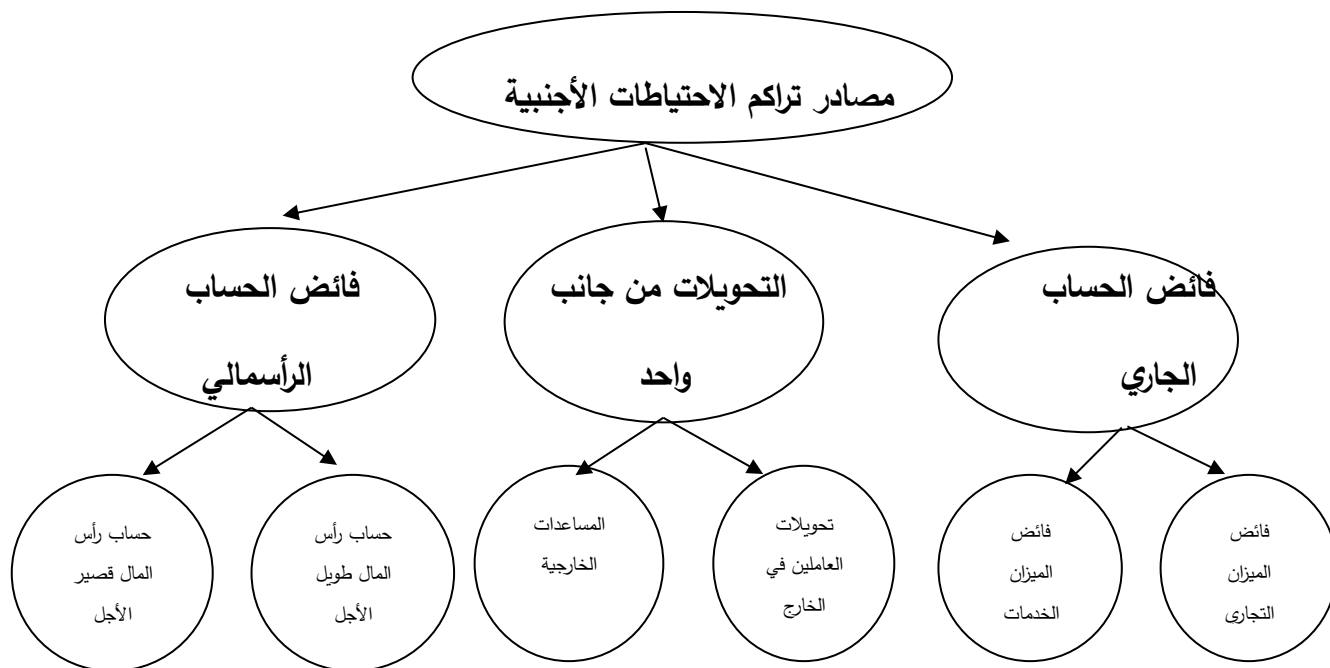 مصادر تراكم الاحتياطات الأجنبية
فائض الحساب
الجاري
التحويلات من جانب
واحد
فائض الحساب
الرأسمالي
فائض
الميزان
التجارى
فائض
الميزان
الخدمات
تحويلات
العاملين في
الخارج
المساعدات
الخارجية
حساب رأس
المال طويل
الأجل
حساب رأس
المال قصير
الأجل